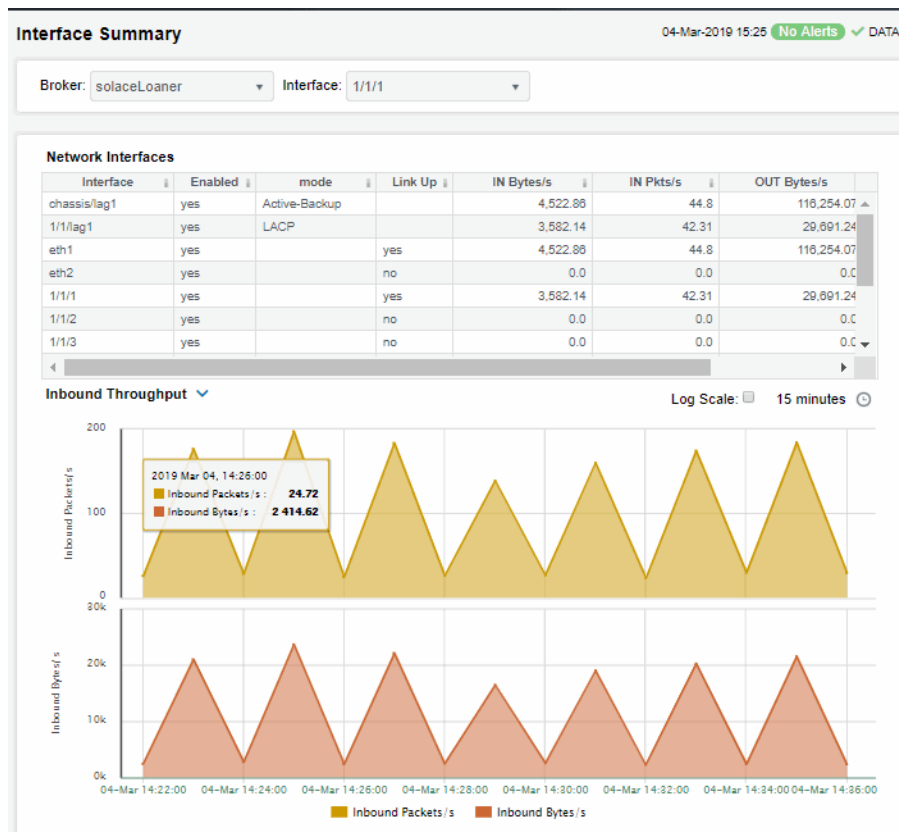 Interface Summary
04-Mar-2019 15:25 No Alerts DATA
Broker: solaceLoaner Interface: 1/1/1
Network Interfaces
Interface Enabled mode Link Up IN Bytes/s IN Pkts/s OUT Bytes/s
chassis/lag1 yes Active-Backup 4,522.86 44.8 116,254.07
1/1/lag1 yes LACP 3,582.14 42.31 29,691.24
eth1 yes yes 4,522.86 44.8 116,254.07
eth2 yes no 0.0 0.0 0.0
1/1/1 yes yes 3,582.14 42.31 29,691.24
1/1/2 yes no 0.0 0.0 0.0
1/1/3 yes no 0.0 0.0 0.0
Inbound Throughput
Log Scale: 15 minutes
Inbound Packets/s
200
100
0
2019 Mar 04, 14:26:00
Inbound Packets/s : 24.72
Inbound Bytes/s : 2 414.62
Inbound Bytes/s
30k
20k
10k
0k
04-Mar 14:22:00 04-Mar 14:24:00 04-Mar 14:26:00 04-Mar 14:28:00 04-Mar 14:30:00 04-Mar 14:32:00 04-Mar 14:34:00 04-Mar 14:36:00
Inbound Packets/s Inbound Bytes/s